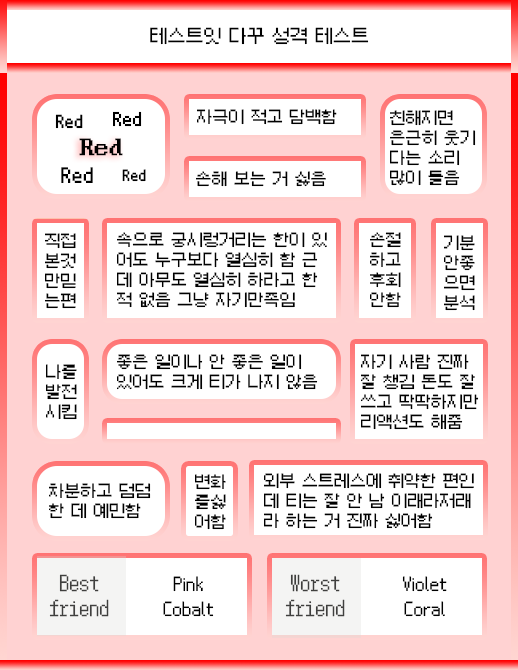 테스트잇 다꾸 성격 테스트
Red
Red
Red
Red
Red
자극이 적고 담백함
손해 보는 거 싫음
친해지면
은근히 웃기
다는 소리
많이 들음
직접
본것
만믿
는편
속으로 궁시렁거리는 한이 있
어도 누구보다 열심히 함 근
데 아무도 열심히 하라고 한
적 없음 그냥 자기만족임
손절
하고
후회
안함
기분
안좋
으면
분석
나를
발전
시킴
좋은 일이나 안 좋은 일이
있어도 크게 티가 나지 않음
자기 사람 진짜
잘 챙김 돈도 잘
쓰고 딱딱하지만
리액션도 해줌
차분하고 덤덤
한 데 예민함
변화
를싫
어함
외부 스트레스에 취약한 편인
데 티는 잘 안 남 이래라저래
라 하는 거 진짜 싫어함
Best
friend
Pink
Cobalt
Worst
friend
Violet
Coral